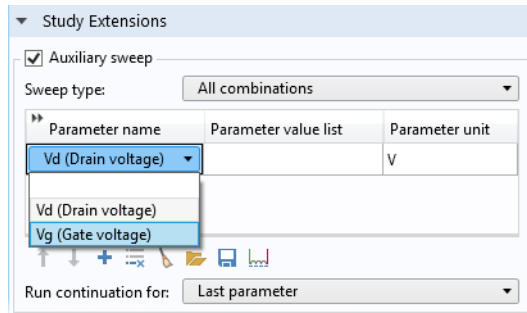 Study Extensions
Auxiliary sweep
Sweep type: All combinations
Parameter name Parameter value list Parameter unit
Vd (Drain voltage) V
Vd (Drain voltage)
Vg (Gate voltage)
Run continuation for: Last parameter